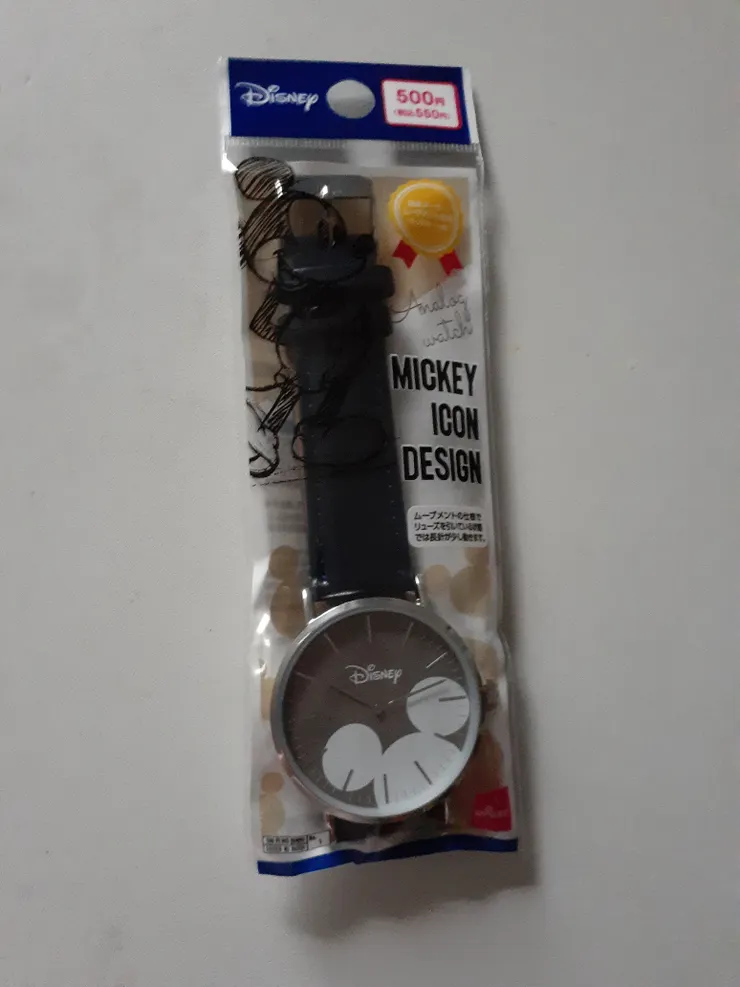 Disney
500円
(税込550円)
Analog
watch
MICKEY
ICON
DESIGN
ムーブメントの仕様で
リューズを引いている状態
では長針が少し動きます。
Disney